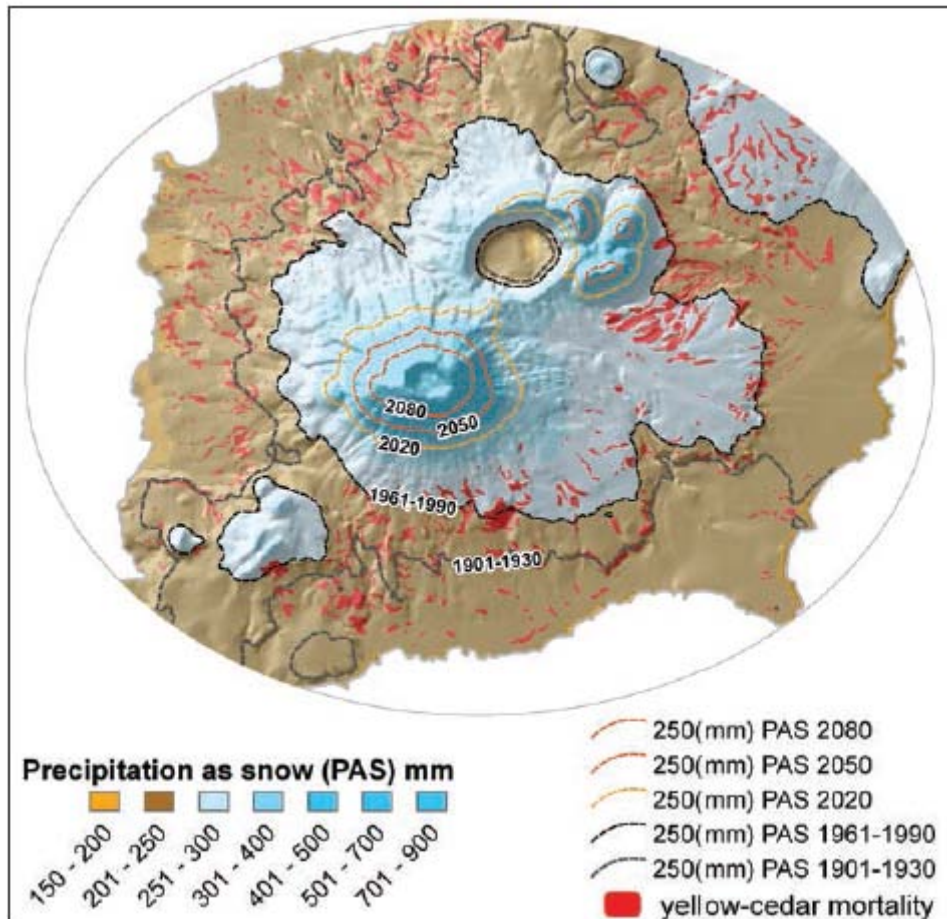 2080
2050
2020
1961-1990
1901-1930
Precipitation as snow (PAS) mm
150 - 200
201 - 250
251 - 300
301 - 400
401 - 500
501 - 700
701 - 900
250(mm) PAS 2080
250(mm) PAS 2050
250(mm) PAS 2020
250(mm) PAS 1961-1990
250(mm) PAS 1901-1930
yellow-cedar mortality